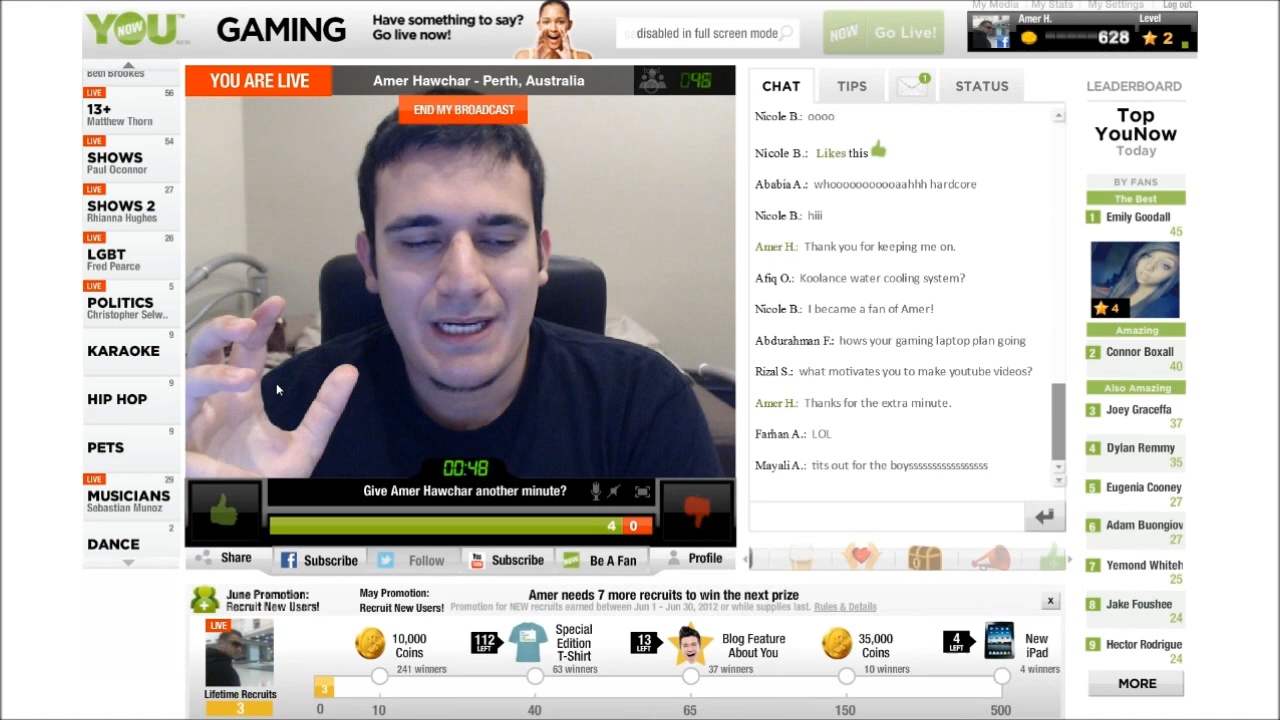 YOU NOW BETA
GAMING
Have something to say?
Go live now!
disabled in full screen mode
NOW Go Live!
My Media | My Stats | My Settings | Log out
Amer H.
Level
628
2
Beth Brookes
LIVE 56
13+
Matthew Thorn
LIVE 54
SHOWS
Paul Oconnor
LIVE 27
SHOWS 2
Rhianna Hughes
LIVE 26
LGBT
Fred Pearce
LIVE 5
POLITICS
Christopher Selw..
9
KARAOKE
9
HIP HOP
9
PETS
LIVE 29
MUSICIANS
Sebastian Munoz
2
DANCE
YOU ARE LIVE
Amer Hawchar - Perth, Australia
END MY BROADCAST
00:48
Give Amer Hawchar another minute?
4 0
Share
Subscribe
Follow
Subscribe
Be A Fan
Profile
CHAT
TIPS
1
STATUS
Nicole B.: oooo
Nicole B.: Likes this
Ababia A.: whooooooooooaahhh hardcore
Nicole B.: hiii
Amer H.: Thank you for keeping me on.
Afiq O.: Koolance water cooling system?
Nicole B.: I became a fan of Amer!
Abdurahman F.: hows your gaming laptop plan going
Rizal S.: what motivates you to make youtube videos?
Amer H.: Thanks for the extra minute.
Farhan A.: LOL
Mayali A.: tits out for the boysssssssssssssssss
LEADERBOARD
Top
YouNow
Today
BY FANS
The Best
1 Emily Goodall
45
4
Amazing
2 Connor Boxall
40
Also Amazing
3 Joey Graceffa
37
4 Dylan Remmy
35
5 Eugenia Cooney
27
6 Adam Buongiov
27
7 Yemond Whiteh
25
8 Jake Foushee
24
9 Hector Rodrigue
24
MORE
June Promotion:
Recruit New Users!
May Promotion:
Recruit New Users!
Amer needs 7 more recruits to win the next prize
Promotion for NEW recruits earned between Jun 1 - Jun 30, 2012 or while supplies last. Rules & Details
x
LIVE
Lifetime Recruits
3
10,000
Coins
241 winners
112 LEFT
Special
Edition
T-Shirt
63 winners
13 LEFT
Blog Feature
About You
37 winners
35,000
Coins
10 winners
4 LEFT
New
iPad
4 winners
3
0 10 40 65 150 500